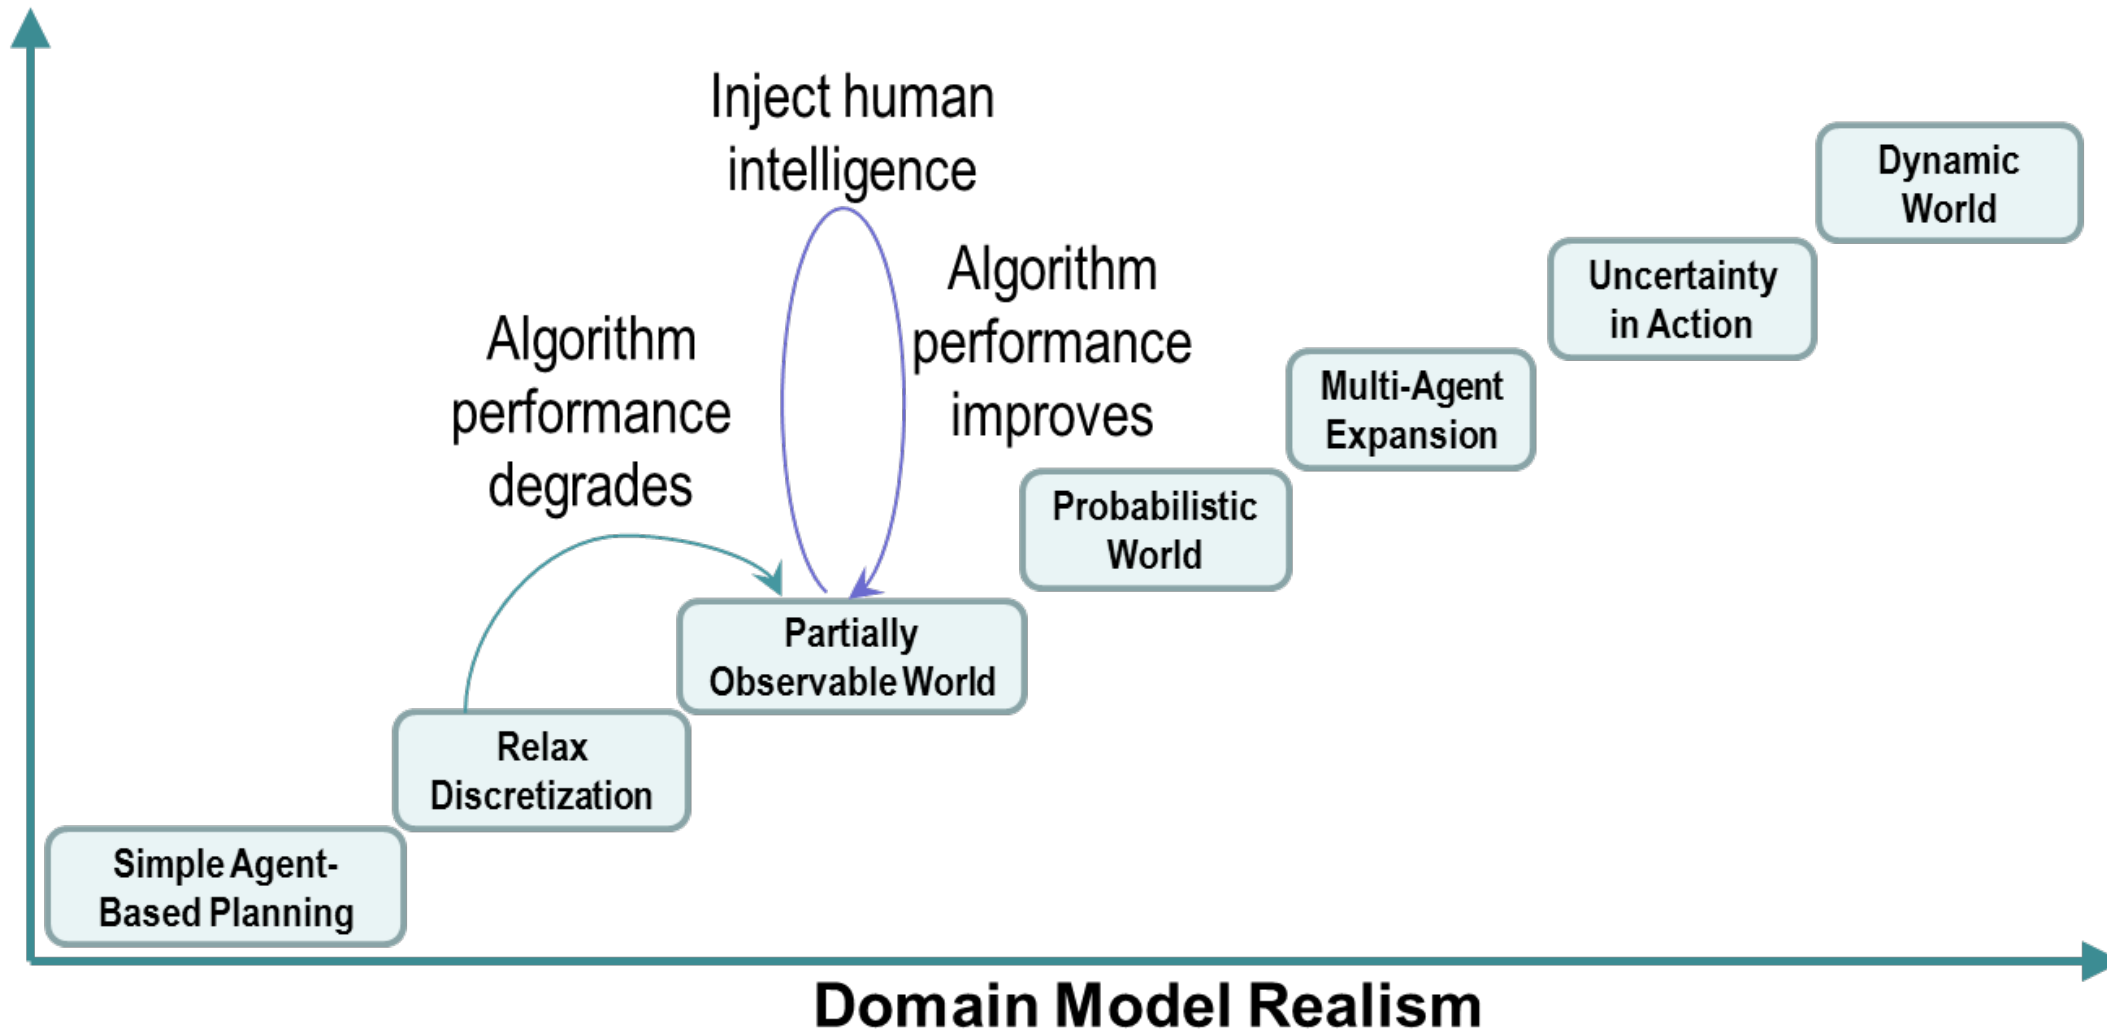 Inject human
intelligence
Algorithm
performance
improves
Algorithm
performance
degrades
Dynamic
World
Uncertainty
in Action
Multi-Agent
Expansion
Probabilistic
World
Partially
Observable World
Relax
Discretization
Simple Agent-
Based Planning
Domain Model Realism